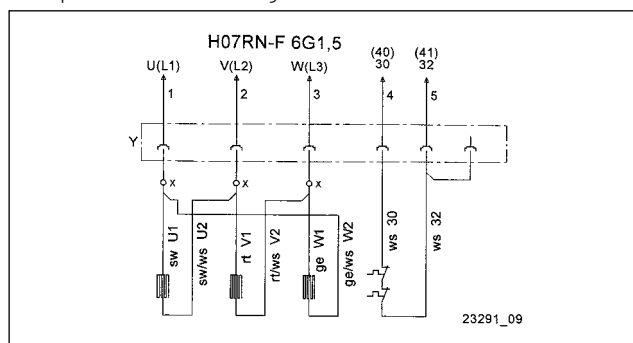 H07RN-F 6G1,5
U(L1) V(L2) W(L3) (40) 30 (41) 32
1 2 3 4 5
Y
x x x
sw U1
sw/ws U2
rt V1
rt/ws V2
ge W1
ge/ws W2
ws 30
ws 32
23291_09